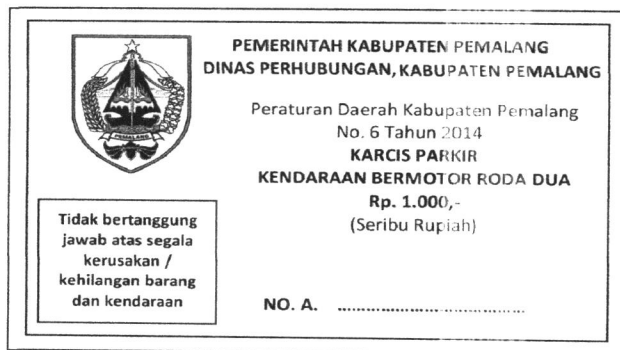 PEMERINTAH KABUPATEN PEMALANG
DINAS PERHUBUNGAN, KABUPATEN PEMALANG
PEMALANG
Peraturan Daerah Kabupaten Pemalang
No. 6 Tahun 2014
KARCIS PARKIR
KENDARAAN BERMOTOR RODA DUA
Rp. 1.000,-
(Seribu Rupiah)
Tidak bertanggung
jawab atas segala
kerusakan /
kehilangan barang
dan kendaraan
NO. A. ....................................